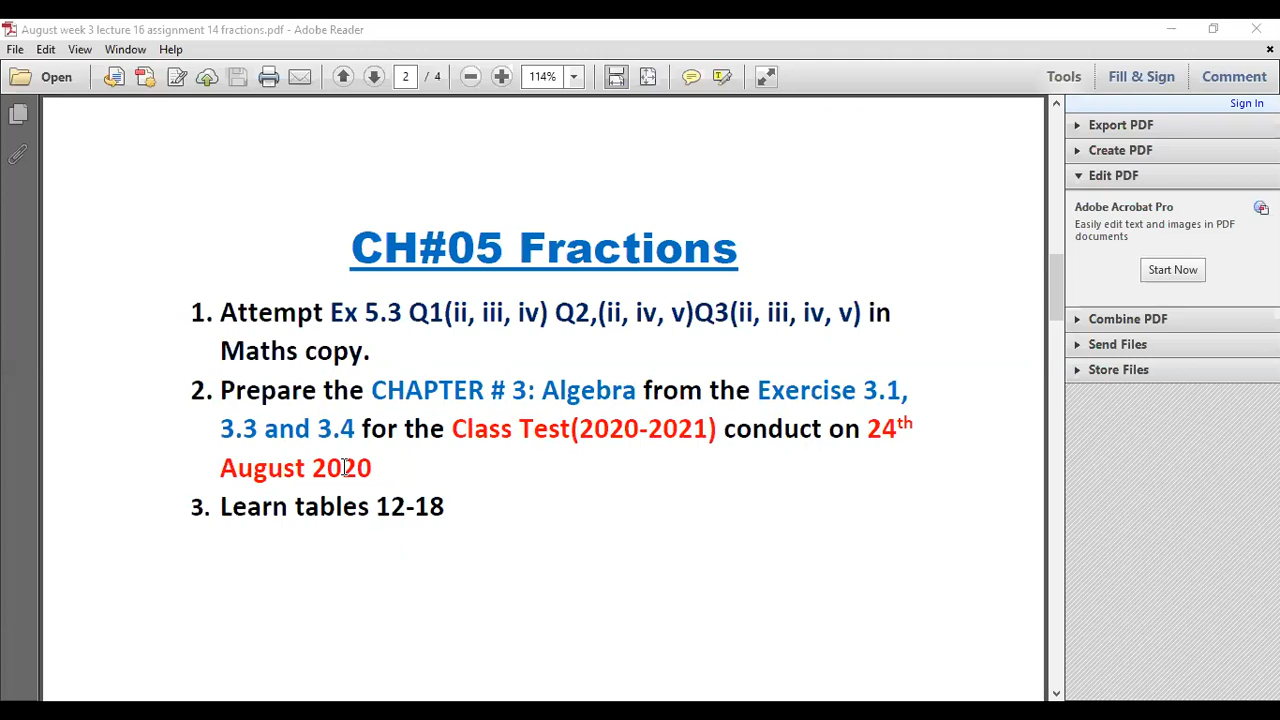 August week 3 lecture 16 assignment 14 fractions.pdf - Adobe Reader
File Edit View Window Help
Open 2 / 4 114% Tools Fill & Sign Comment
Sign In
Export PDF
Create PDF
Edit PDF
Adobe Acrobat Pro
Easily edit text and images in PDF
documents
Start Now
Combine PDF
Send Files
Store Files
CH#05 Fractions
1. Attempt Ex 5.3 Q1(ii, iii, iv) Q2,(ii, iv, v)Q3(ii, iii, iv, v) in
Maths copy.
2. Prepare the CHAPTER # 3: Algebra from the Exercise 3.1,
3.3 and 3.4 for the Class Test(2020-2021) conduct on 24th
August 2020
3. Learn tables 12-18